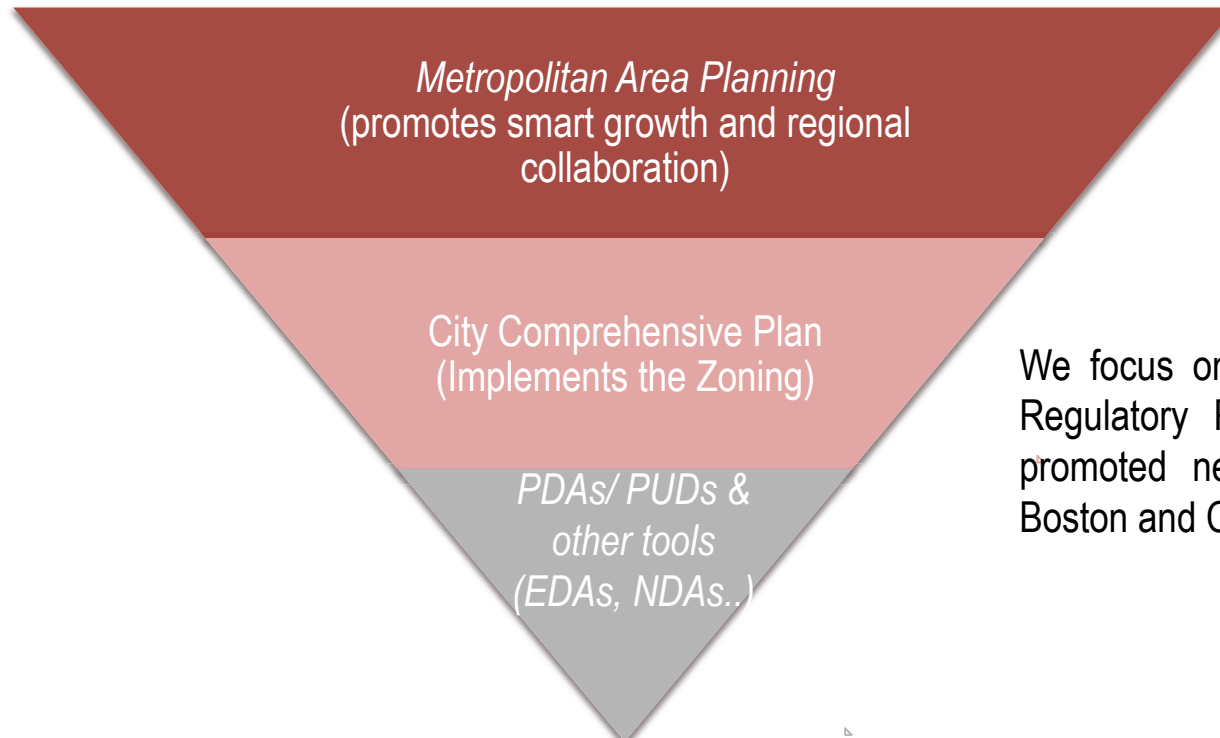 Metropolitan Area Planning
(promotes smart growth and regional
collaboration)
City Comprehensive Plan
(Implements the Zoning)
PDAs/ PUDs &
other tools
(EDAs, NDAs..)
We focus
Regulatory
promoted
Boston and